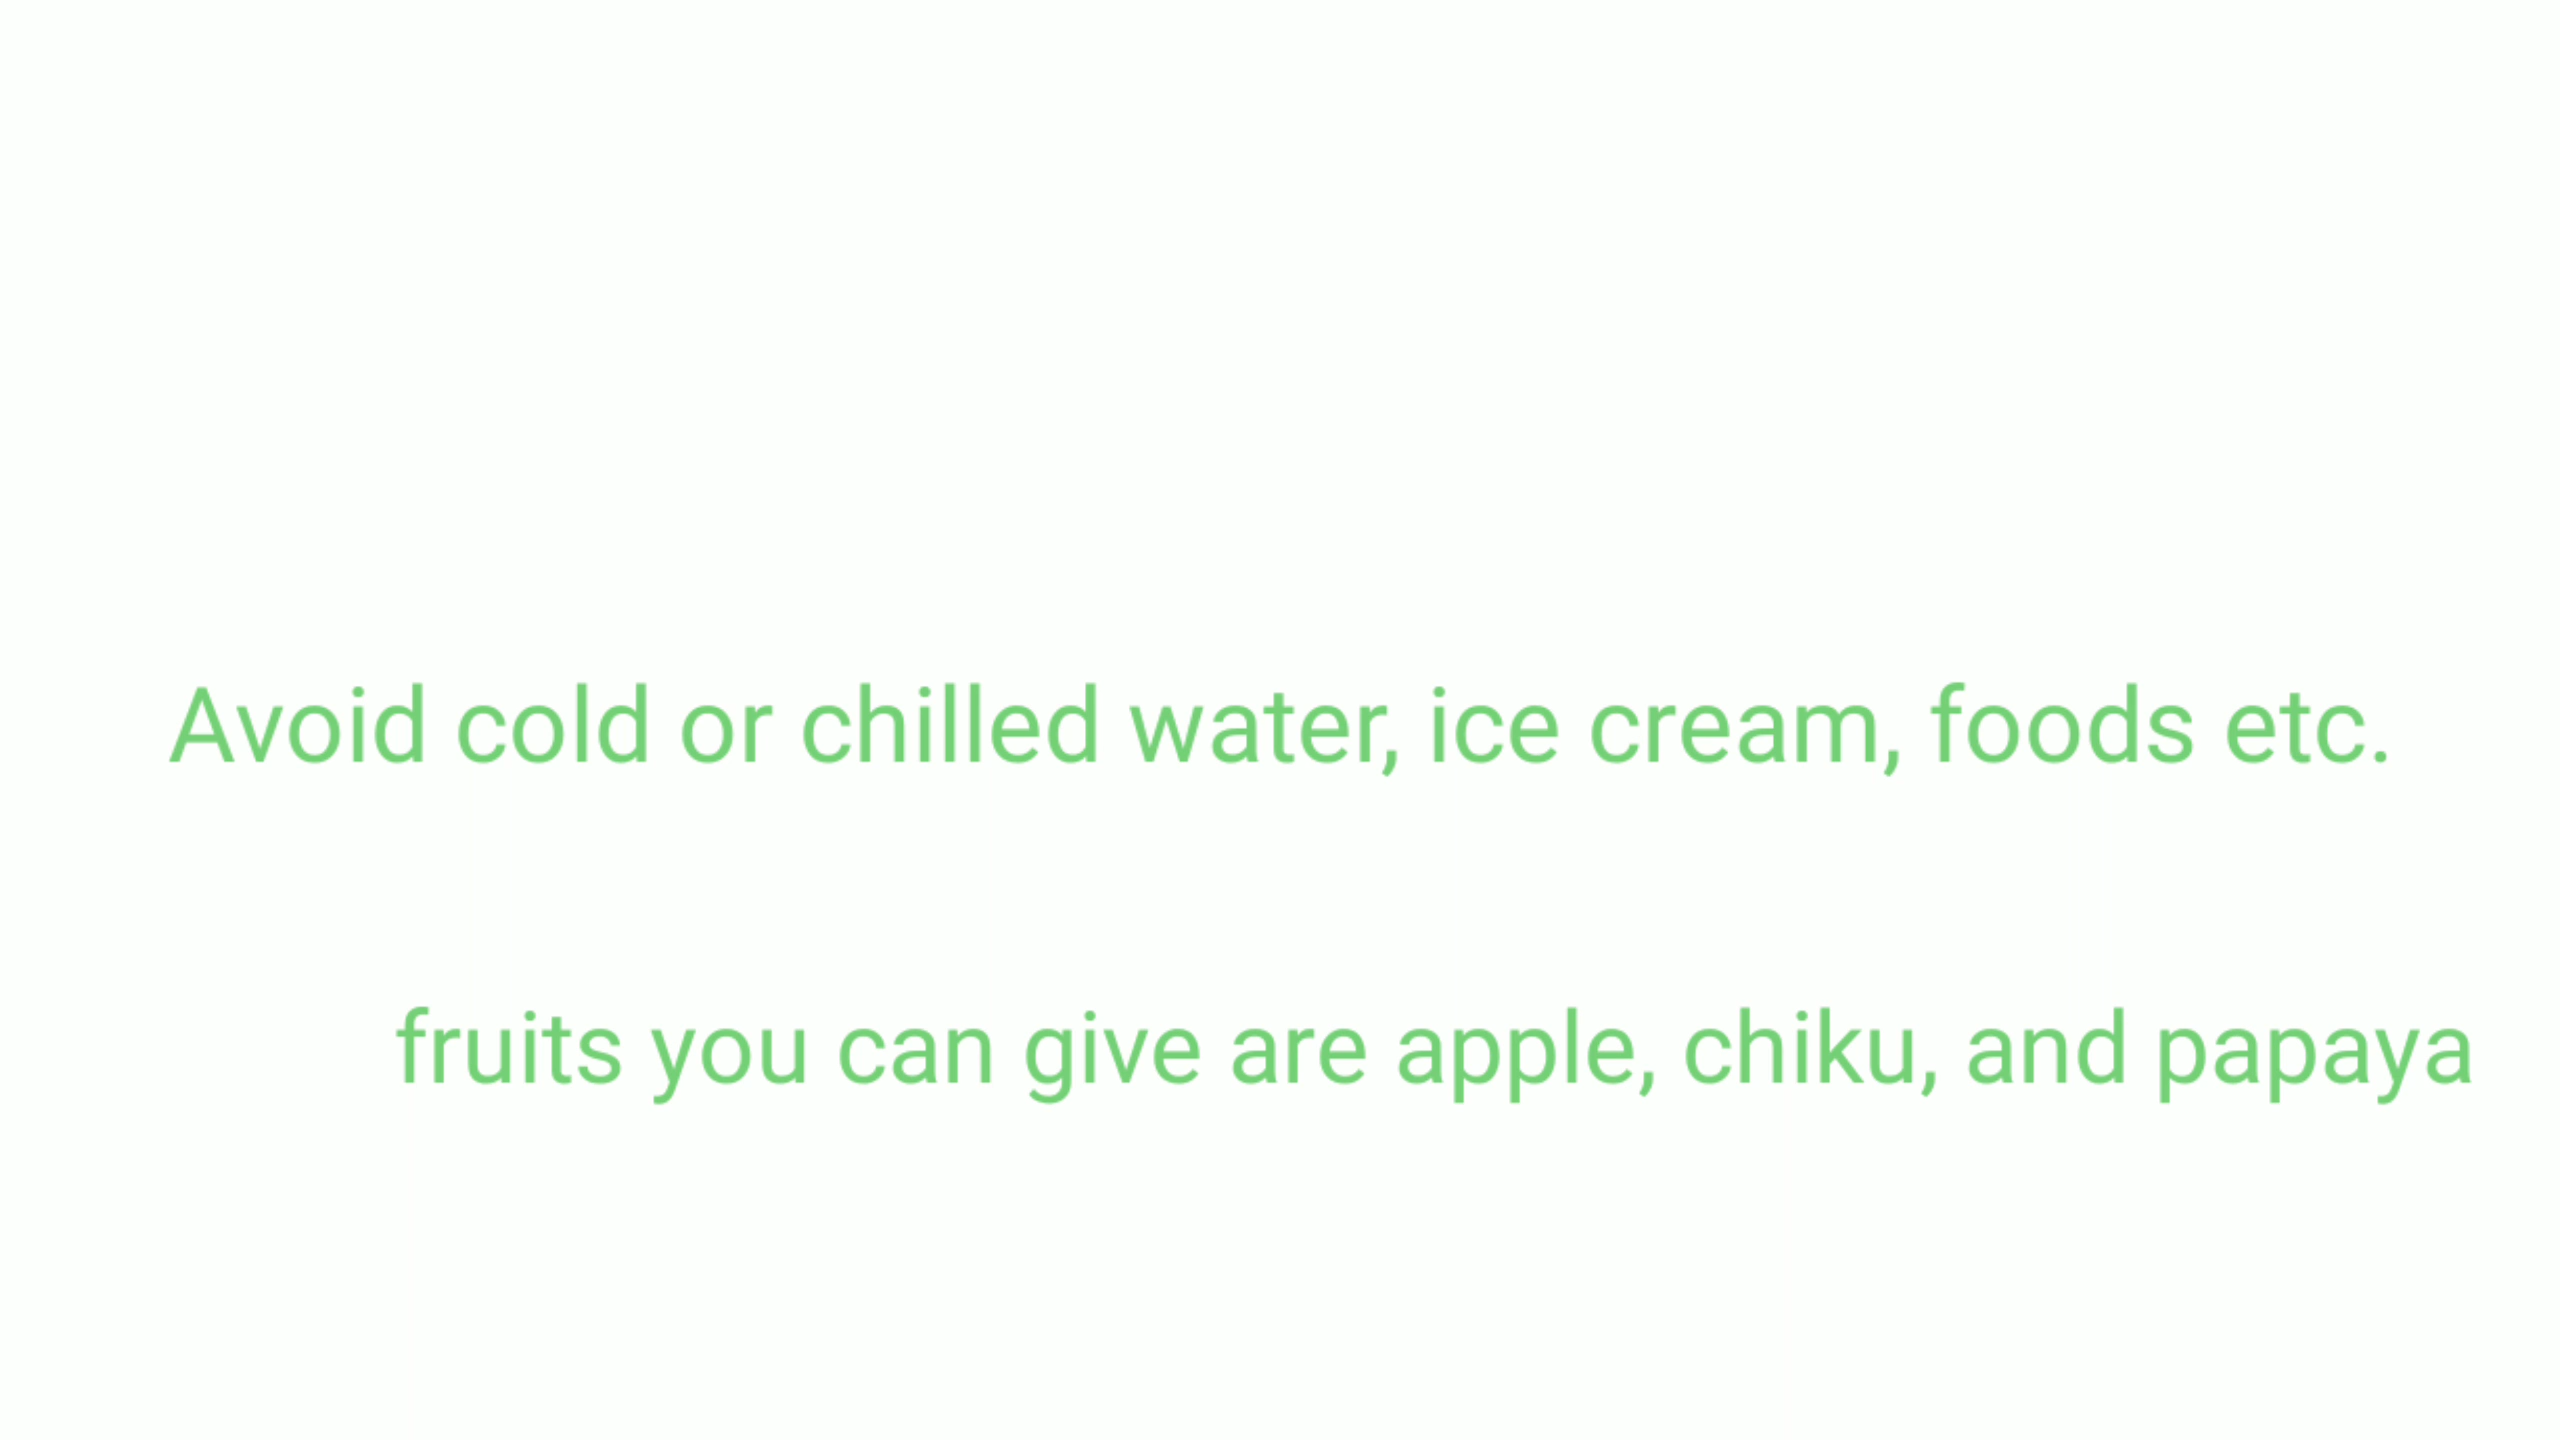 Avoid cold or chilled water, ice cream, foods etc.
fruits you can give are apple, chiku, and papaya